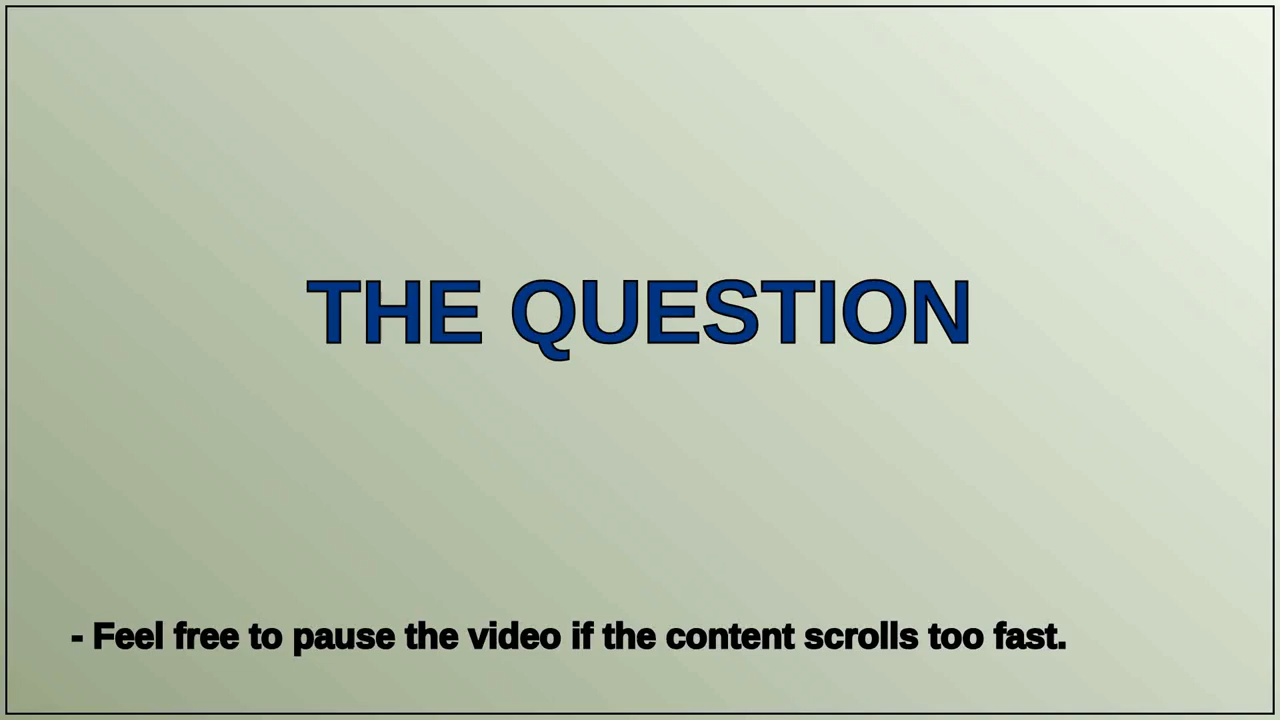 THE QUESTION
- Feel free to pause the video if the content scrolls too fast.